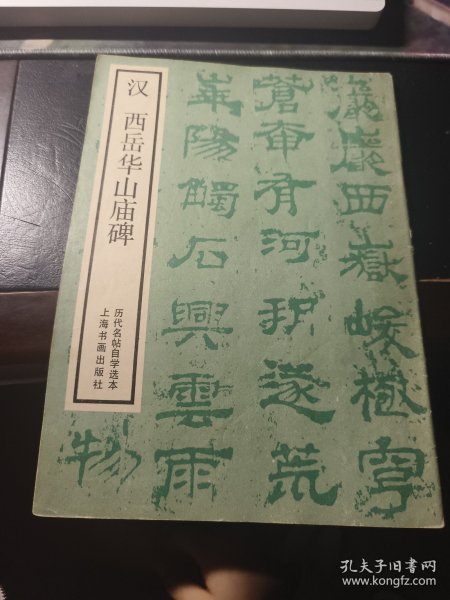 汉 西岳华山庙碑
历代名帖自学选本
上海书画出版社
巖巖西嶽峻極穹
蒼奄有河朔遂荒
華陽觸石興雲雨
物
孔夫子旧书网
www.kongfz.com